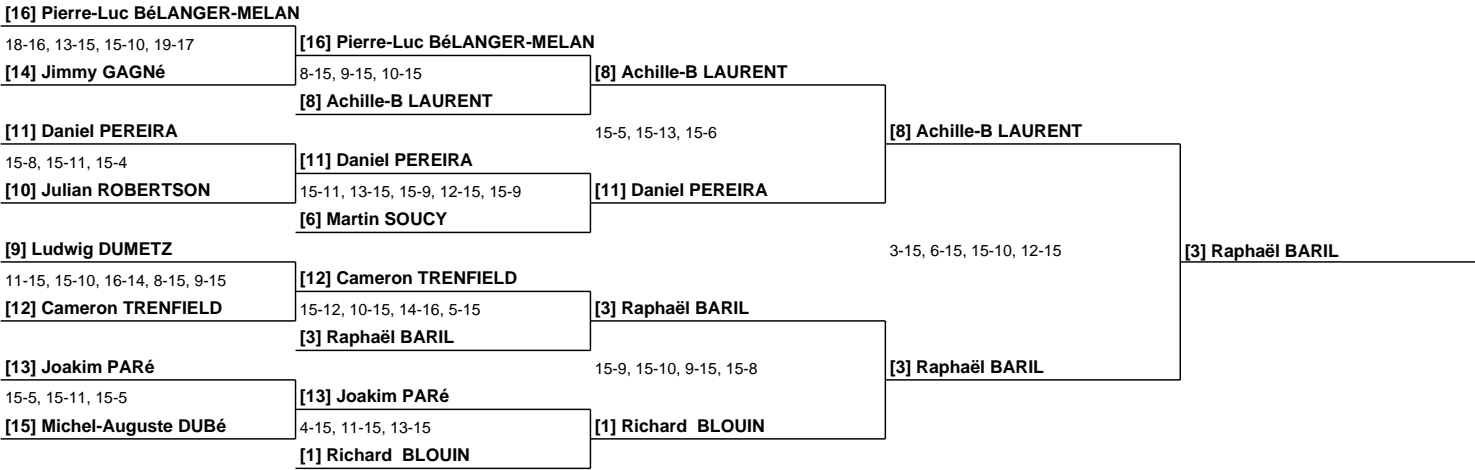 [16] Pierre-Luc BéLANGER-MELAN
18-16, 13-15, 15-10, 19-17
[14] Jimmy GAGNé
[16] Pierre-Luc BéLANGER-MELAN
8-15, 9-15, 10-15
[8] Achille-B LAURENT
[8] Achille-B LAURENT
[11] Daniel PEREIRA
15-8, 15-11, 15-4
[10] Julian ROBERTSON
[11] Daniel PEREIRA
15-11, 13-15, 15-9, 12-15, 15-9
[6] Martin SOUCY
15-5, 15-13, 15-6
[11] Daniel PEREIRA
[8] Achille-B LAURENT
[9] Ludwig DUMETZ
11-15, 15-10, 16-14, 8-15, 9-15
[12] Cameron TRENFIELD
[12] Cameron TRENFIELD
15-12, 10-15, 14-16, 5-15
[3] Raphaël BARIL
[3] Raphaël BARIL
[13] Joakim PARé
15-5, 15-11, 15-5
[15] Michel-Auguste DUBé
[13] Joakim PARé
4-15, 11-15, 13-15
[1] Richard BLOUIN
15-9, 15-10, 9-15, 15-8
[1] Richard BLOUIN
[3] Raphaël BARIL
3-15, 6-15, 15-10, 12-15
[3] Raphaël BARIL